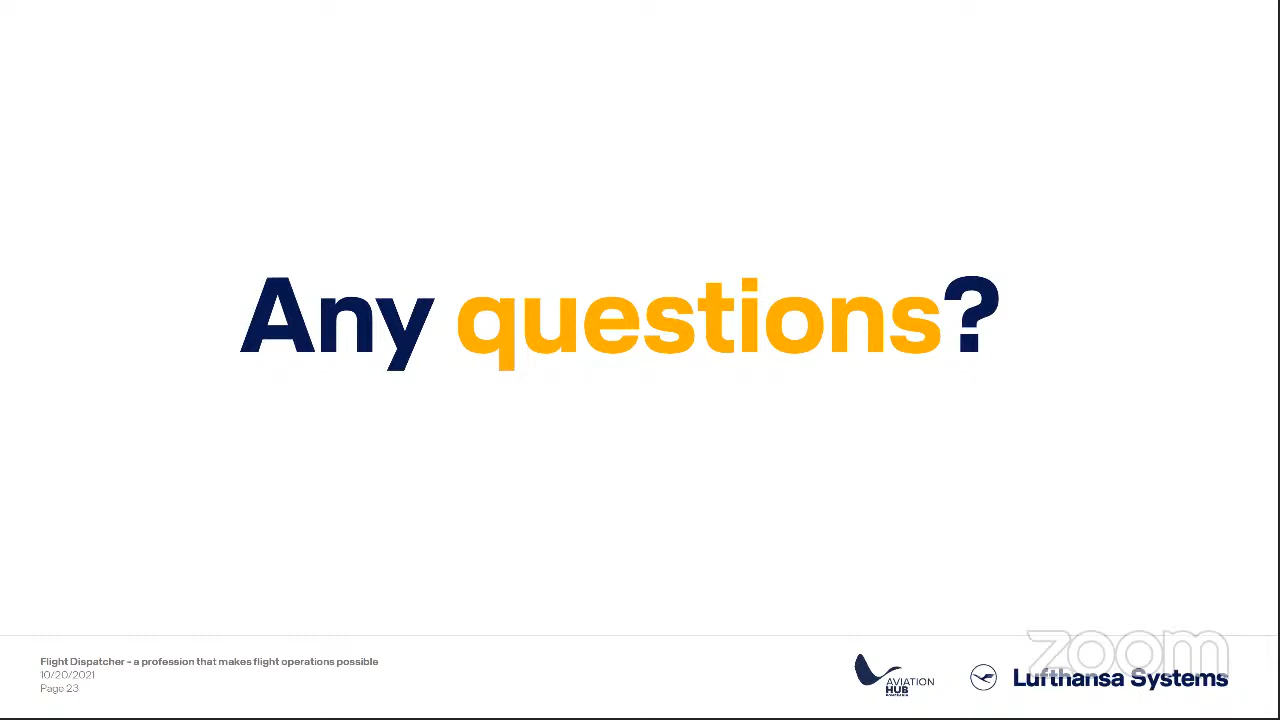 Any questions?
Flight Dispatcher - a profession that makes flight operations possible
10/20/2021
Page 23
AVIATION
HUB
zoom
Lufthansa Systems